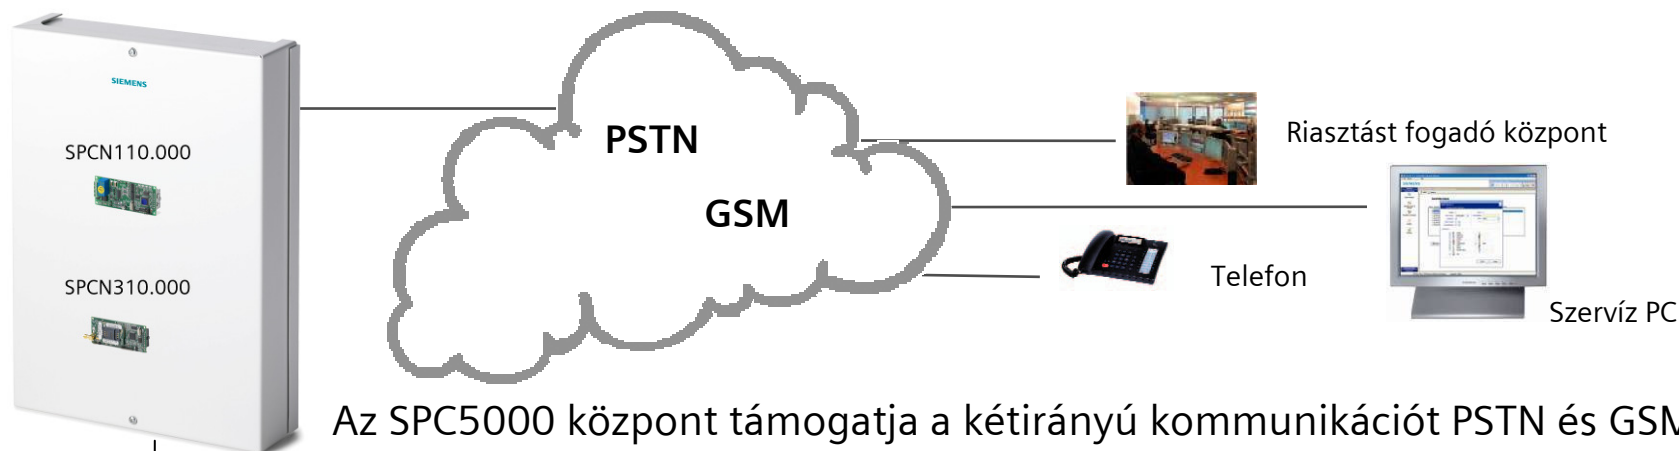 SIEMENS
SPCN110.000
SPCN310.000
PSTN
GSM
Riasztást fogadó központ
Telefon
Szervíz PC
Az SPC5000 központ támogatja a kétirányú kommunikációt PSTN és GSM